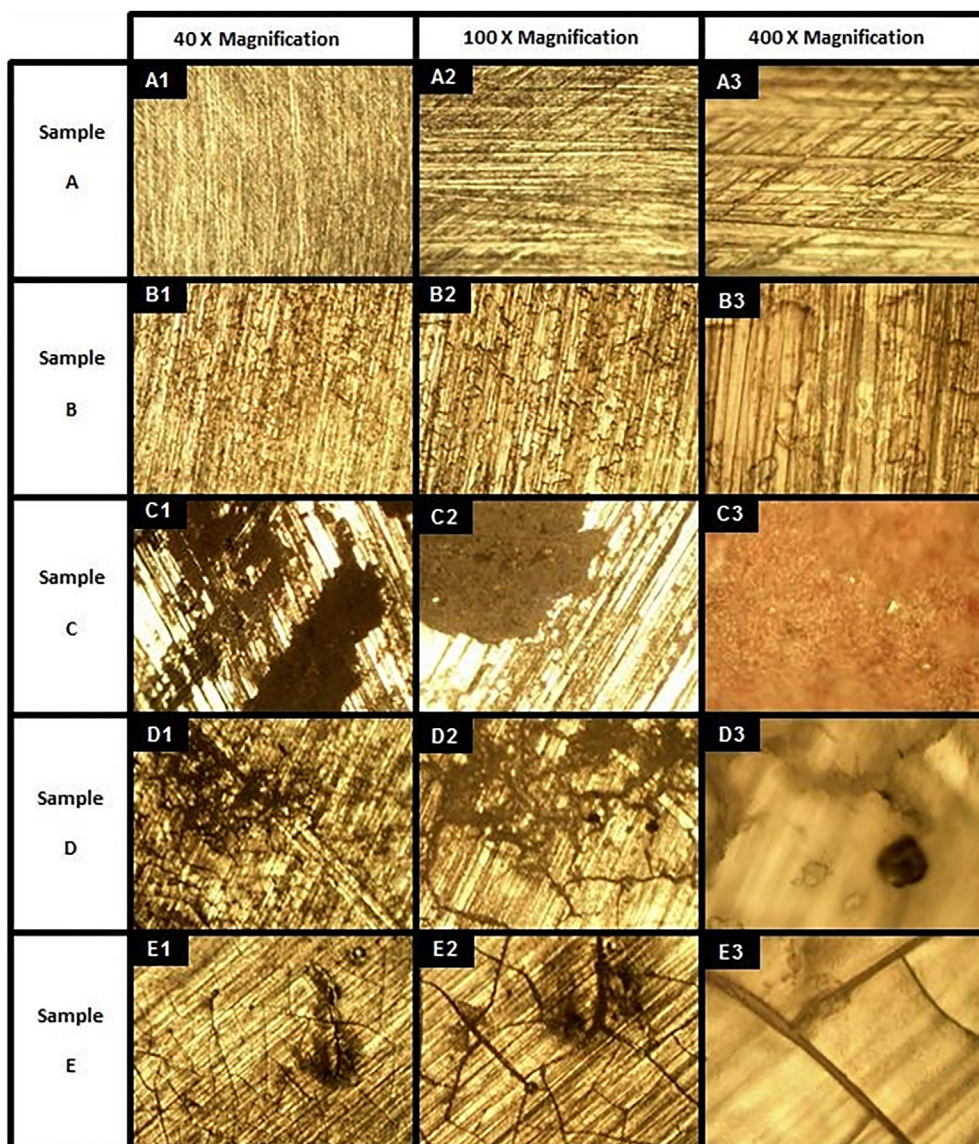 40 X Magnification
100 X Magnification
400 X Magnification
Sample
A
A1
A2
A3
Sample
B
B1
B2
B3
Sample
C
C1
C2
C3
Sample
D
D1
D2
D3
Sample
E
E1
E2
E3